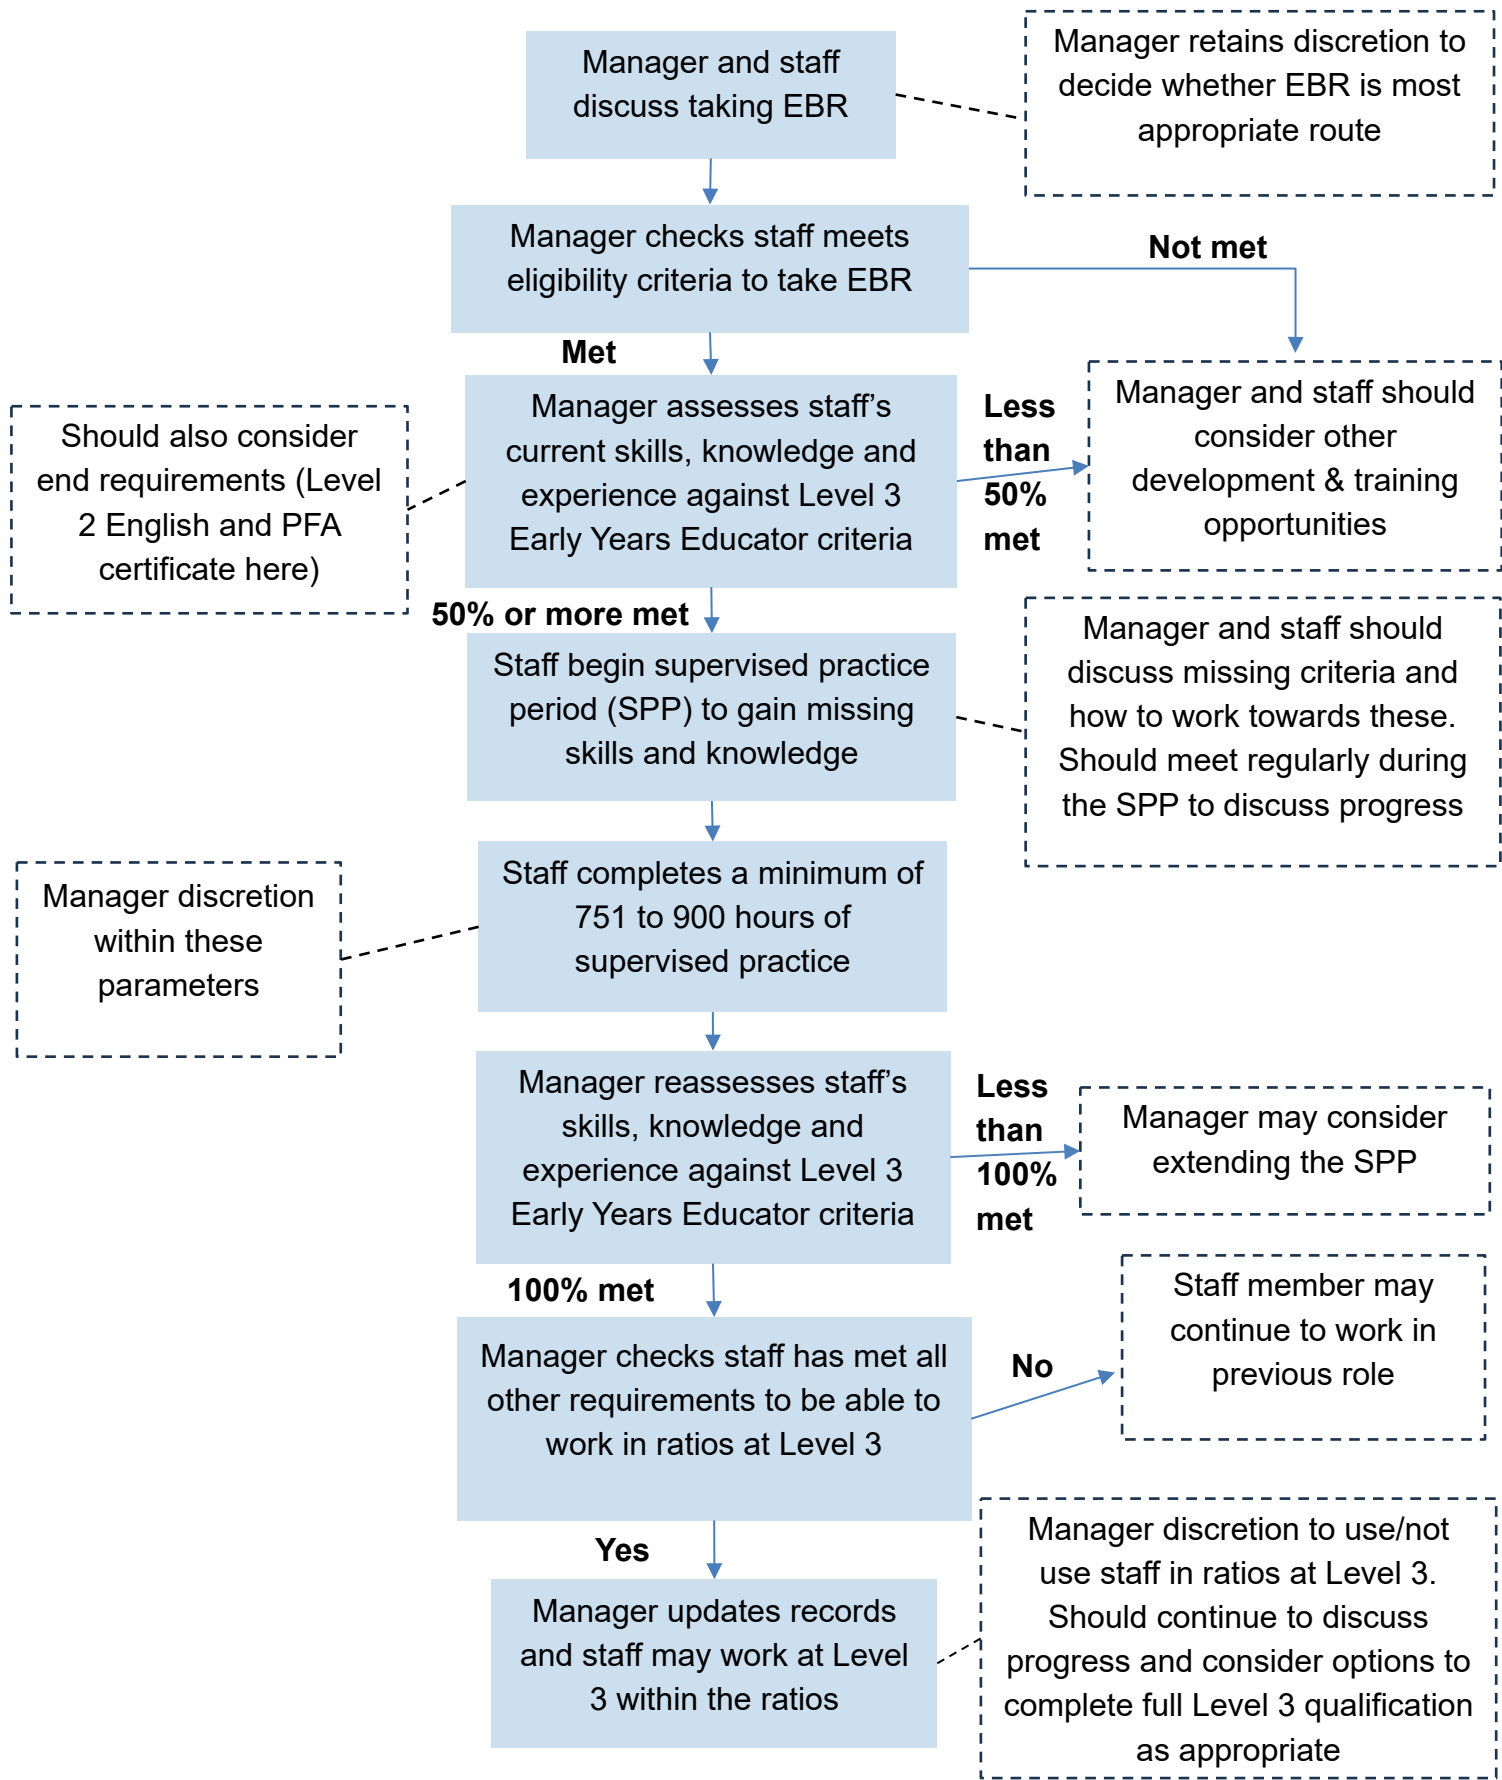 Manager and staff
discuss taking EBR
Manager retains discretion to
decide whether EBR is most
appropriate route
Manager checks staff meets
eligibility criteria to take EBR
Not met
Met
Manager assesses staff’s
current skills, knowledge and
experience against Level 3
Early Years Educator criteria
Should also consider
end requirements (Level
2 English and PFA
certificate here)
Less
than
50%
met
Manager and staff should
consider other
development & training
opportunities
50% or more met
Staff begin supervised practice
period (SPP) to gain missing
skills and knowledge
Manager and staff should
discuss missing criteria and
how to work towards these.
Should meet regularly during
the SPP to discuss progress
Staff completes a minimum of
751 to 900 hours of
supervised practice
Manager discretion
within these
parameters
Manager reassesses staff’s
skills, knowledge and
experience against Level 3
Early Years Educator criteria
Less
than
100%
met
Manager may consider
extending the SPP
100% met
Manager checks staff has met all
other requirements to be able to
work in ratios at Level 3
No
Staff member may
continue to work in
previous role
Yes
Manager updates records
and staff may work at Level
3 within the ratios
Manager discretion to use/not
use staff in ratios at Level 3.
Should continue to discuss
progress and consider options to
complete full Level 3 qualification
as appropriate